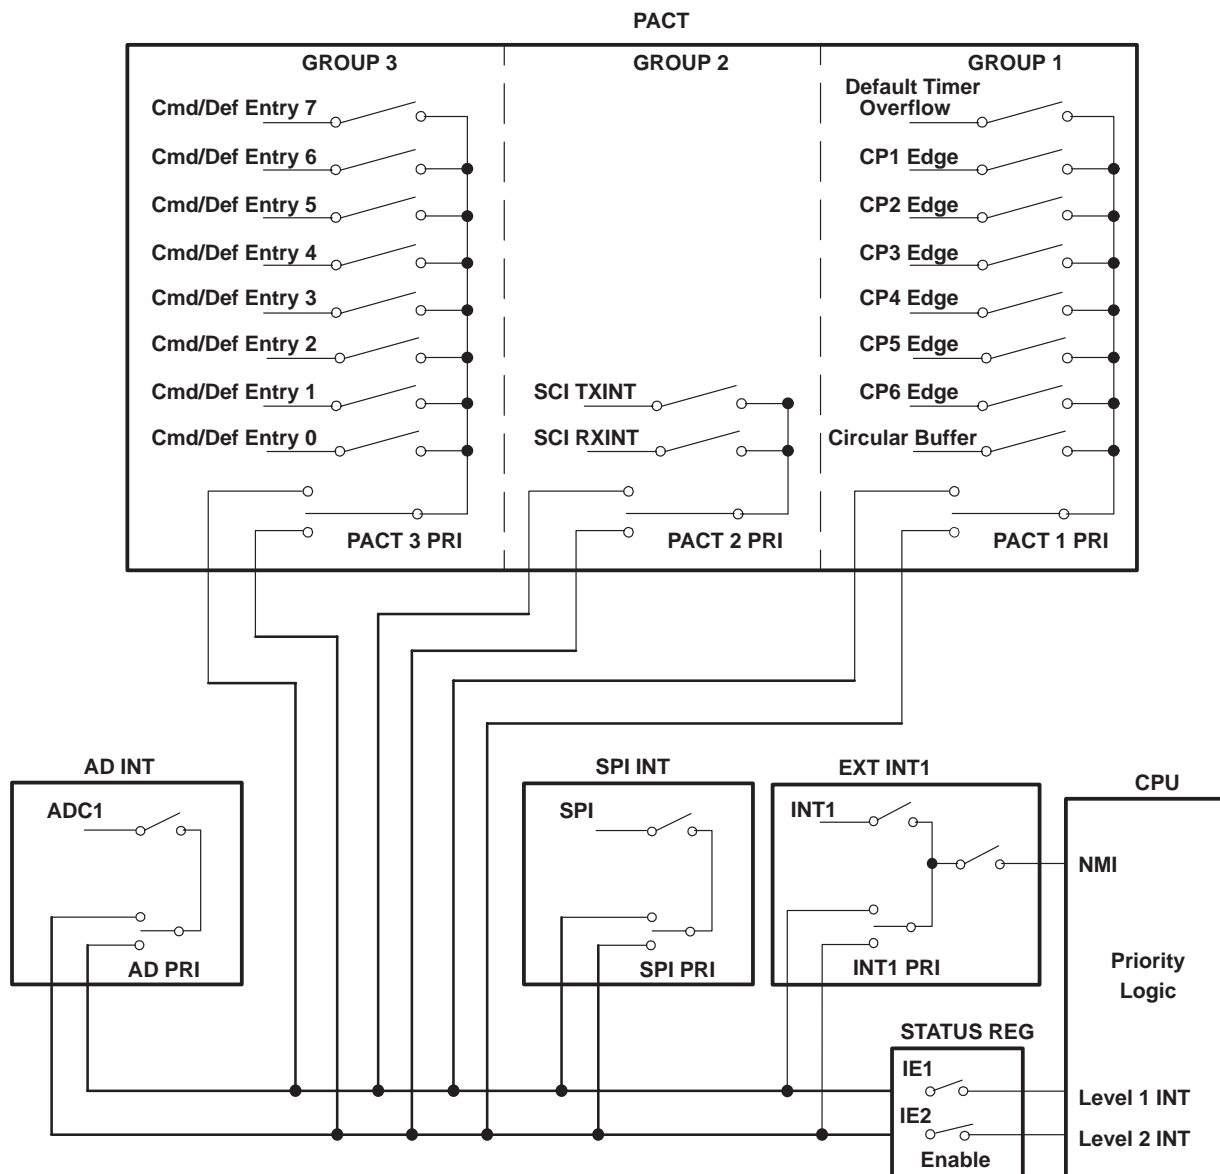 PACT
GROUP 3
GROUP 2
GROUP 1
Cmd/Def Entry 7
Cmd/Def Entry 6
Cmd/Def Entry 5
Cmd/Def Entry 4
Cmd/Def Entry 3
Cmd/Def Entry 2
Cmd/Def Entry 1
Cmd/Def Entry 0
PACT 3 PRI
SCI TXINT
SCI RXINT
PACT 2 PRI
Default Timer
Overflow
CP1 Edge
CP2 Edge
CP3 Edge
CP4 Edge
CP5 Edge
CP6 Edge
Circular Buffer
PACT 1 PRI
AD INT
ADC1
AD PRI
SPI INT
SPI
SPI PRI
EXT INT1
INT1
INT1 PRI
CPU
NMI
Priority
Logic
STATUS REG
IE1
IE2
Enable
Level 1 INT
Level 2 INT